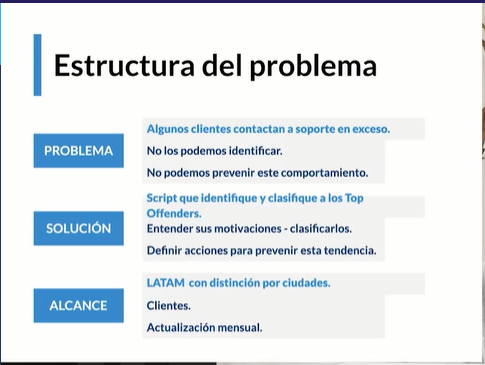 Estructura del problema
PROBLEMA
Algunos clientes contactan a soporte en exceso.
No los podemos identificar.
No podemos prevenir este comportamiento.
SOLUCIÓN
Script que identifique y clasifique a los Top
Offenders.
Entender sus motivaciones - clasificarlos.
Definir acciones para prevenir esta tendencia.
ALCANCE
LATAM con distinción por ciudades.
Clientes.
Actualización mensual.